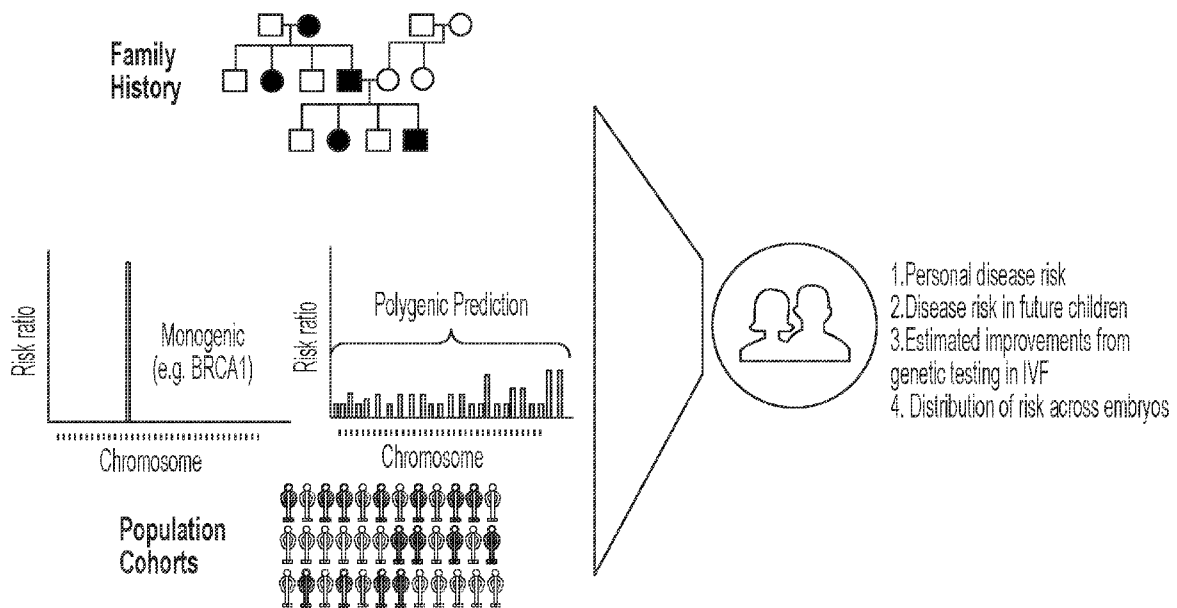 Family
History
Risk ratio
Monogenic
(e.g. BRCA1)
Chromosome
Risk ratio
Polygenic Prediction
Chromosome
Population
Cohorts
1.Personal disease risk
2.Disease risk in future children
3.Estimated improvements from
genetic testing in IVF
4. Distribution of risk across embryos